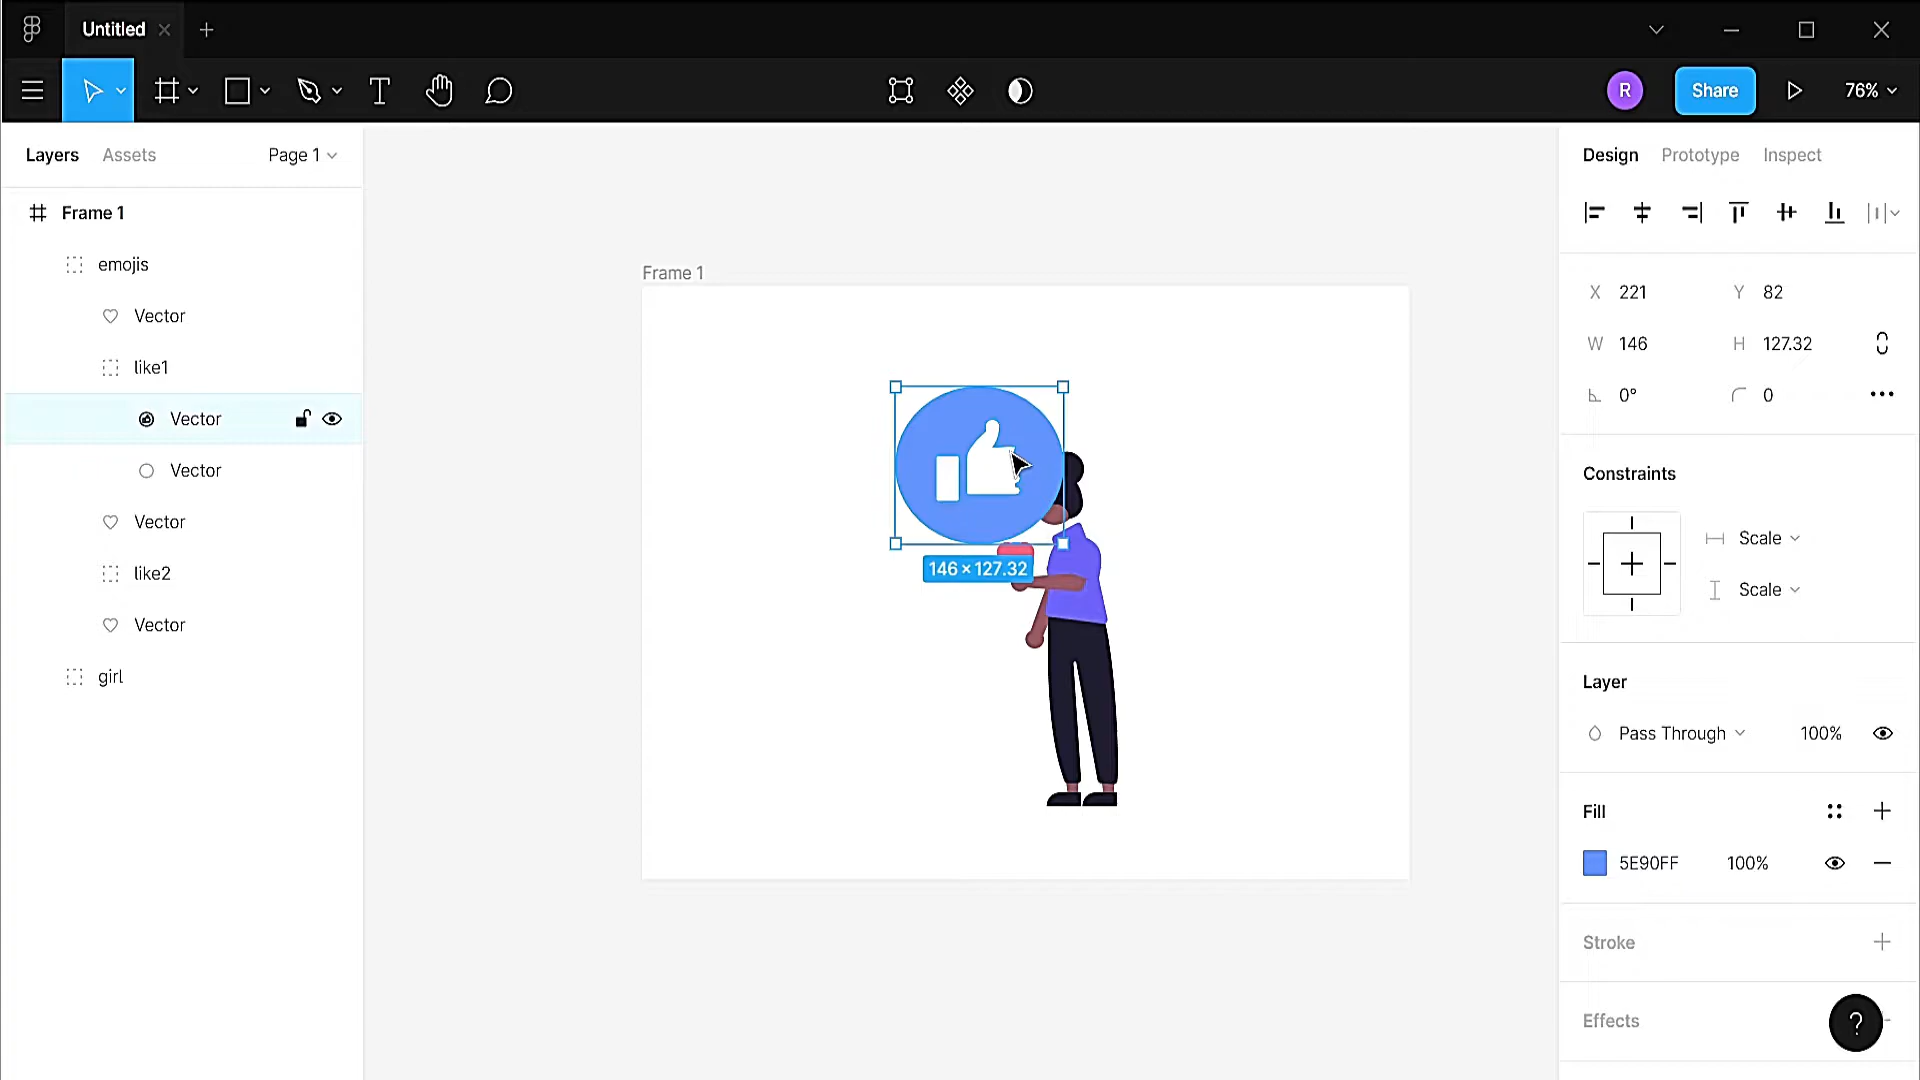 Untitled
R
Share
76%
Layers
Assets
Page 1
Design
Prototype
Inspect
Frame 1
emojis
Vector
like1
Vector
Vector
Vector
like2
Vector
girl
Frame 1
146 × 127.32
X 221
Y 82
W 146
H 127.32
0°
0
Constraints
Scale
Scale
Layer
Pass Through
100%
Fill
5E90FF
100%
Stroke
Effects
?